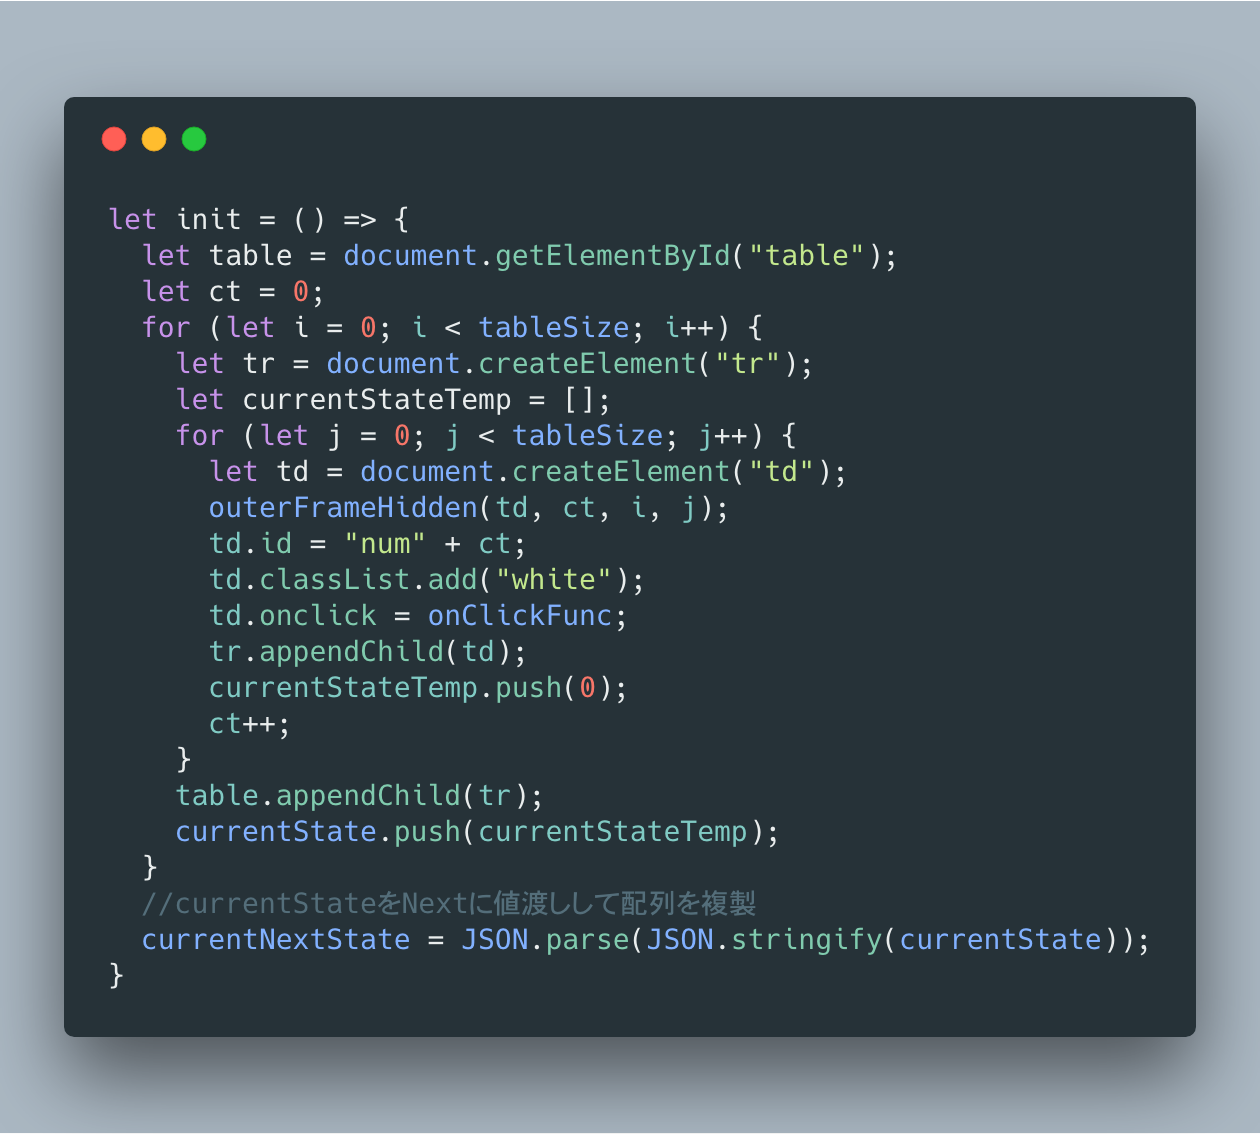 let init = () => {
  let table = document.getElementById("table");
  let ct = 0;
  for (let i = 0; i < tableSize; i++) {
    let tr = document.createElement("tr");
    let currentStateTemp = [];
    for (let j = 0; j < tableSize; j++) {
      let td = document.createElement("td");
      outerFrameHidden(td, ct, i, j);
      td.id = "num" + ct;
      td.classList.add("white");
      td.onclick = onClickFunc;
      tr.appendChild(td);
      currentStateTemp.push(0);
      ct++;
    }
    table.appendChild(tr);
    currentState.push(currentStateTemp);
  }
  //currentStateをNextに値渡しして配列を複製
  currentNextState = JSON.parse(JSON.stringify(currentState));
}